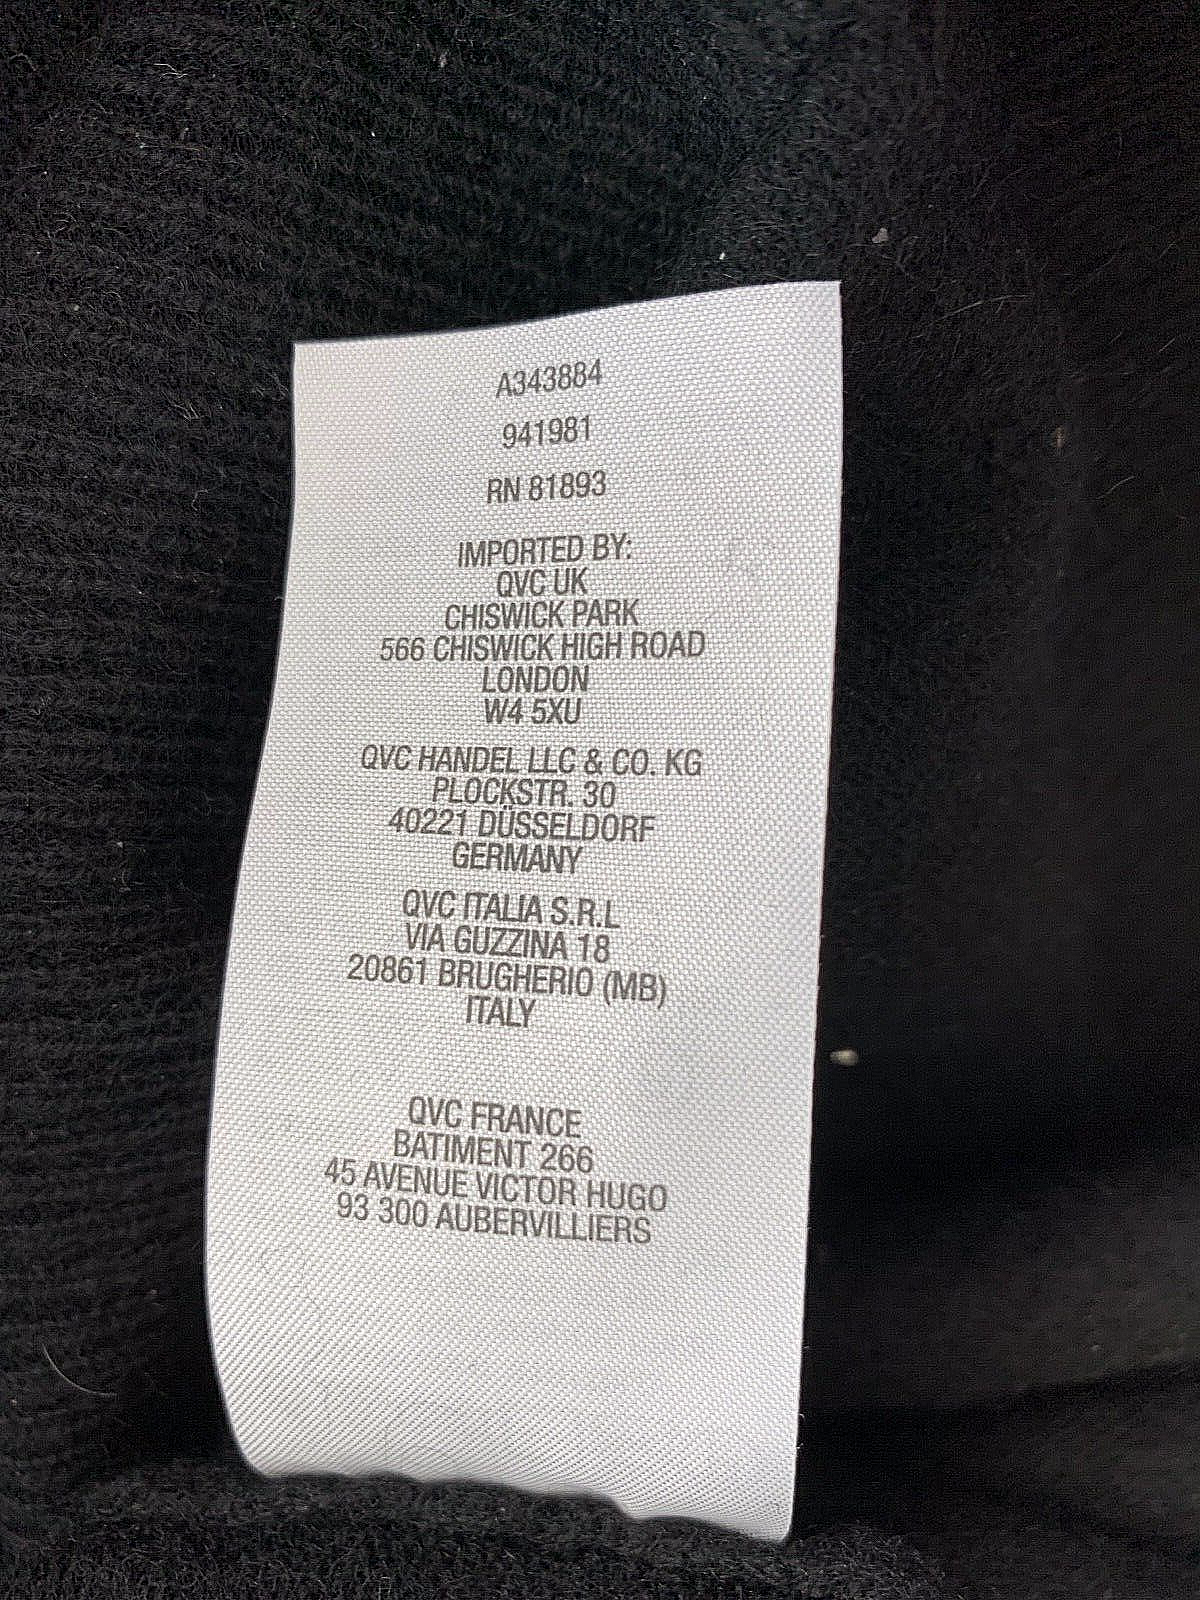 A343884
941981
RN 81893
IMPORTED BY:
QVC UK
CHISWICK PARK
566 CHISWICK HIGH ROAD
LONDON
W4 5XU
QVC HANDEL LLC & CO. KG
PLOCKSTR. 30
40221 DÜSSELDORF
GERMANY
QVC ITALIA S.R.L
VIA GUZZINA 18
20861 BRUGHERIO (MB)
ITALY
QVC FRANCE
BATIMENT 266
45 AVENUE VICTOR HUGO
93 300 AUBERVILLIERS